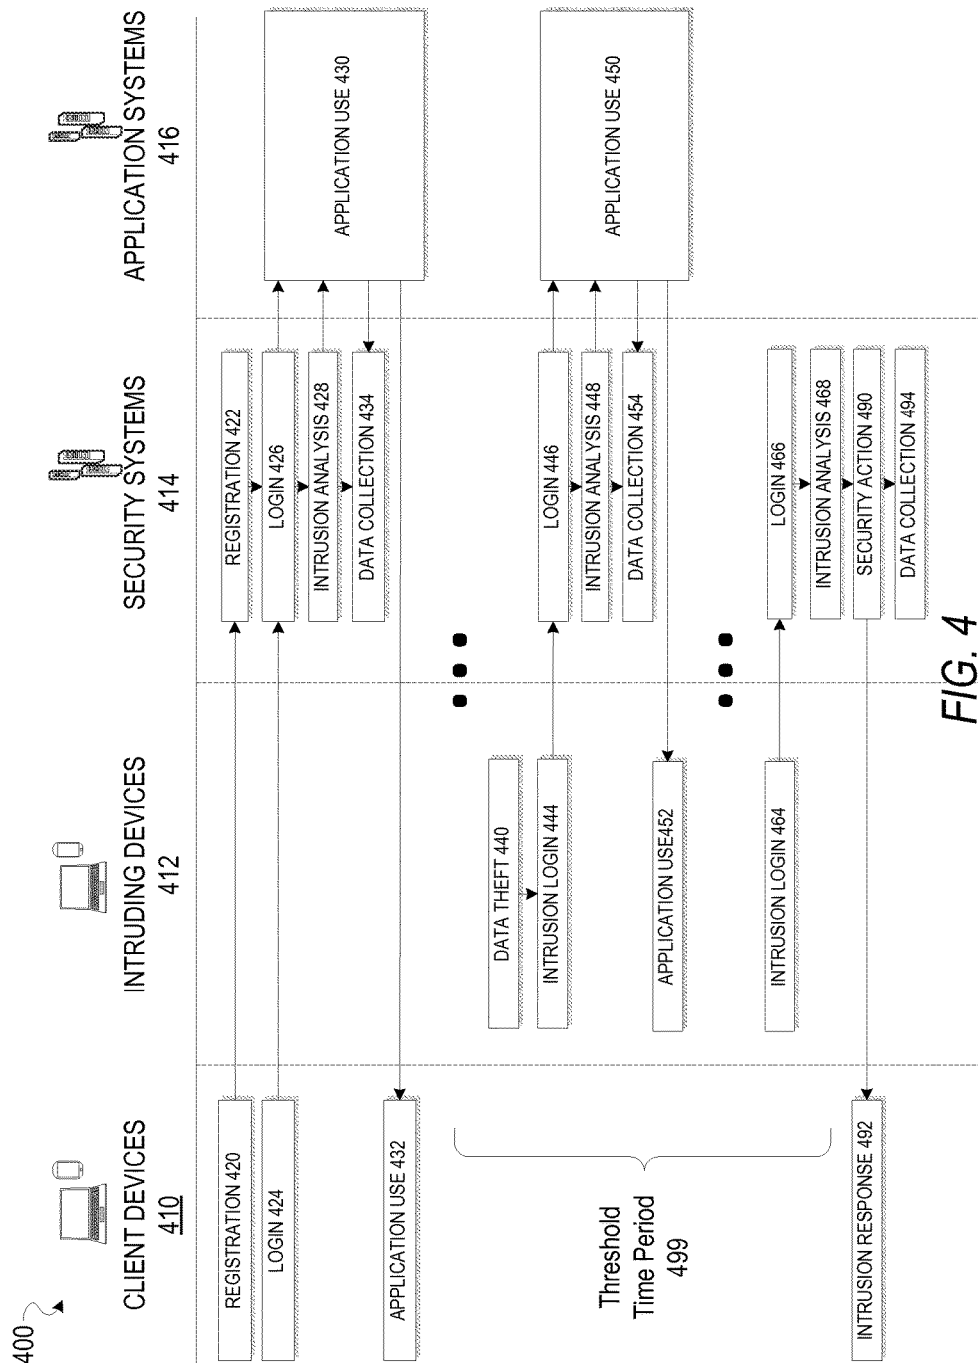 400
CLIENT DEVICES
410
INTRUDING DEVICES
412
SECURITY SYSTEMS
414
APPLICATION SYSTEMS
416
REGISTRATION 420
REGISTRATION 422
LOGIN 424
LOGIN 426
INTRUSION ANALYSIS 428
APPLICATION USE 430
DATA COLLECTION 434
APPLICATION USE 432
DATA THEFT 440
INTRUSION LOGIN 444
LOGIN 446
INTRUSION ANALYSIS 448
APPLICATION USE 450
DATA COLLECTION 454
APPLICATION USE452
Threshold
Time Period
499
INTRUSION LOGIN 464
LOGIN 466
INTRUSION ANALYSIS 468
SECURITY ACTION 490
INTRUSION RESPONSE 492
DATA COLLECTION 494
FIG. 4